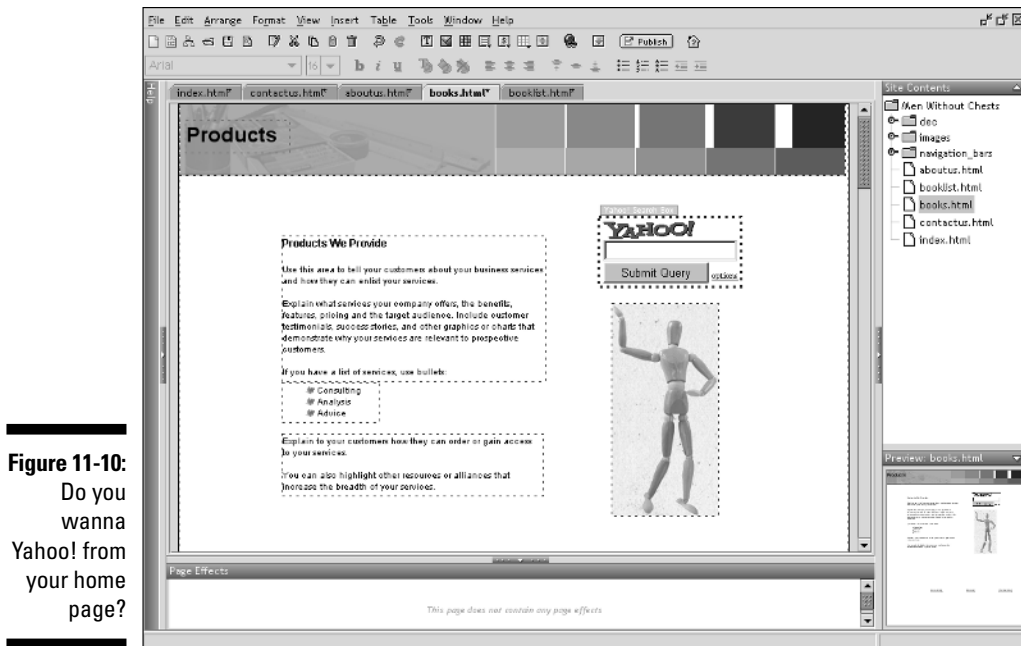 File Edit Arrange Format View Insert Table Tools Window Help
Publish
Arial 16 b i u
Help
index.html* contactus.html* aboutus.html* books.html* booklist.html*
Products
Yahoo! Search Box
YAHOO!
Submit Query options
Products We Provide
Use this area to tell your customers about your business services
and how they can enlist your services.
Explain what services your company offers, the benefits,
features, pricing and the target audience. Include customer
testimonials, success stories, and other graphics or charts that
demonstrate why your services are relevant to prospective
customers.
If you have a list of services, use bullets:
Consulting
Analysis
Advice
Explain to your customers how they can order or gain access
to your services.
You can also highlight other resources or alliances that
increase the breadth of your services.
Page Effects
This page does not contain any page effects
Site Contents
Men Without Chests
doc
images
navigation_bars
aboutus.html
booklist.html
books.html
contactus.html
index.html
Preview: books.html
Products
Figure 11-10:
Do you
wanna
Yahoo! from
your home
page?